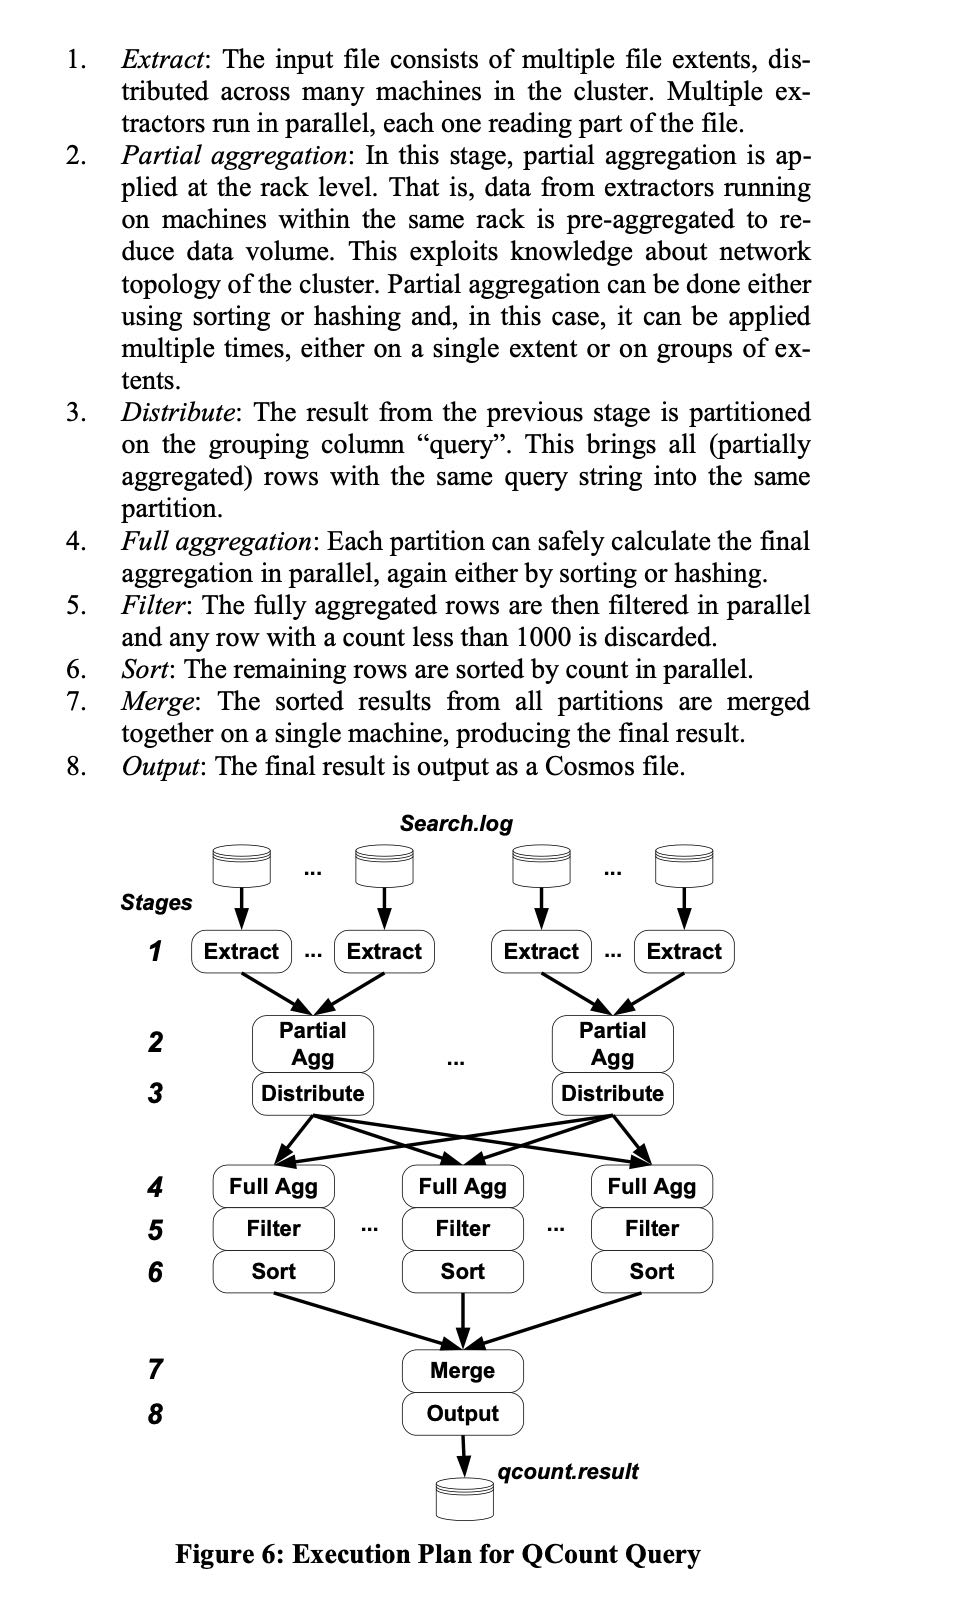 1. Extract: The input file consists of multiple file extents, dis-
tributed across many machines in the cluster. Multiple ex-
tractors run in parallel, each one reading part of the file.
2. Partial aggregation: In this stage, partial aggregation is ap-
plied at the rack level. That is, data from extractors running
on machines within the same rack is pre-aggregated to re-
duce data volume. This exploits knowledge about network
topology of the cluster. Partial aggregation can be done either
using sorting or hashing and, in this case, it can be applied
multiple times, either on a single extent or on groups of ex-
tents.
3. Distribute: The result from the previous stage is partitioned
on the grouping column “query”. This brings all (partially
aggregated) rows with the same query string into the same
partition.
4. Full aggregation: Each partition can safely calculate the final
aggregation in parallel, again either by sorting or hashing.
5. Filter: The fully aggregated rows are then filtered in parallel
and any row with a count less than 1000 is discarded.
6. Sort: The remaining rows are sorted by count in parallel.
7. Merge: The sorted results from all partitions are merged
together on a single machine, producing the final result.
8. Output: The final result is output as a Cosmos file.
Search.log
... ...
Stages
1 Extract ... Extract Extract ... Extract
2 Partial Agg ... Partial Agg
3 Distribute Distribute
4 Full Agg Full Agg Full Agg
5 Filter ... Filter ... Filter
6 Sort Sort Sort
7 Merge
8 Output
qcount.result
Figure 6: Execution Plan for QCount Query